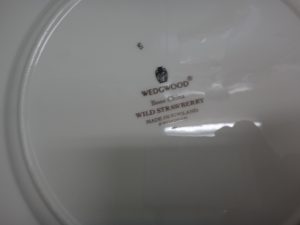 WEDGWOOD®
Bone China
WILD STRAWBERRY
MADE IN ENGLAND